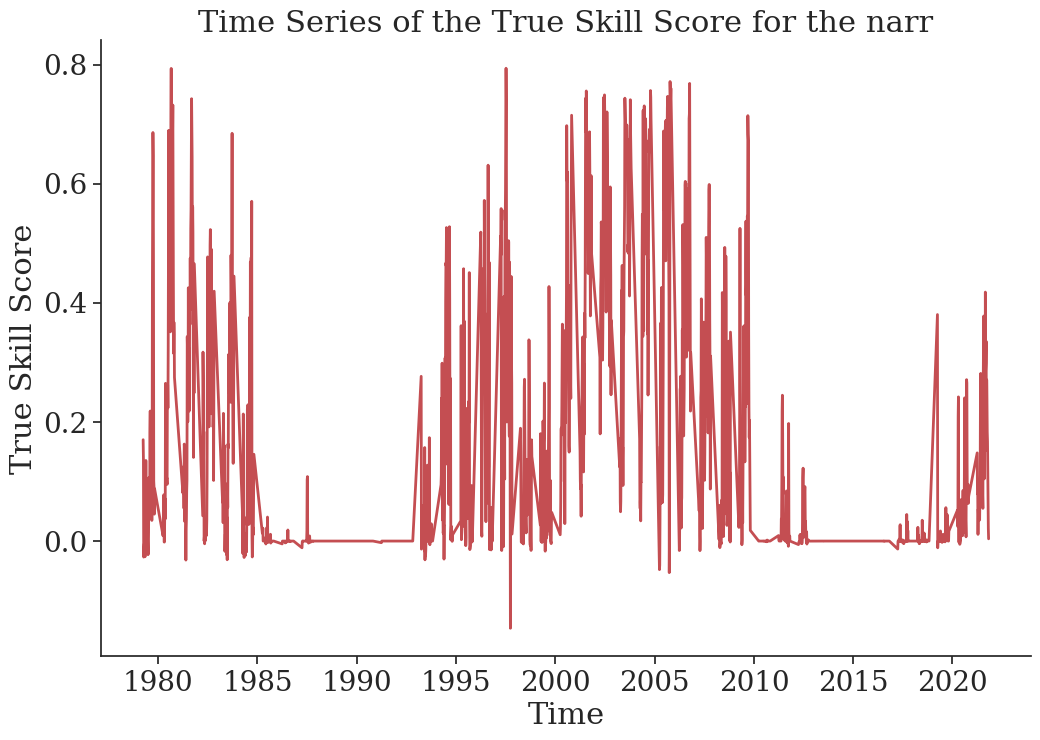 Time Series of the True Skill Score for the narr
True Skill Score
0.8
0.6
0.4
0.2
0.0
1980 1985 1990 1995 2000 2005 2010 2015 2020
Time